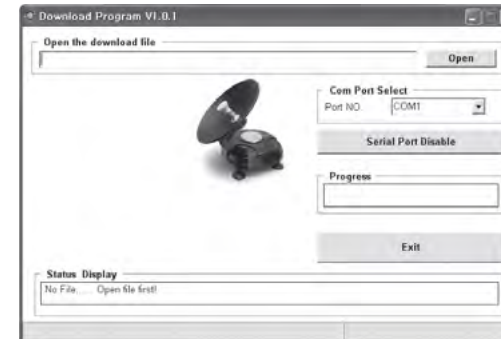 Download Program V1.0.1
Open the download file
Open
Com Port Select
Port NO.
COM1
Serial Port Disable
Progress
Exit
Status Display
No File..... Open file first!